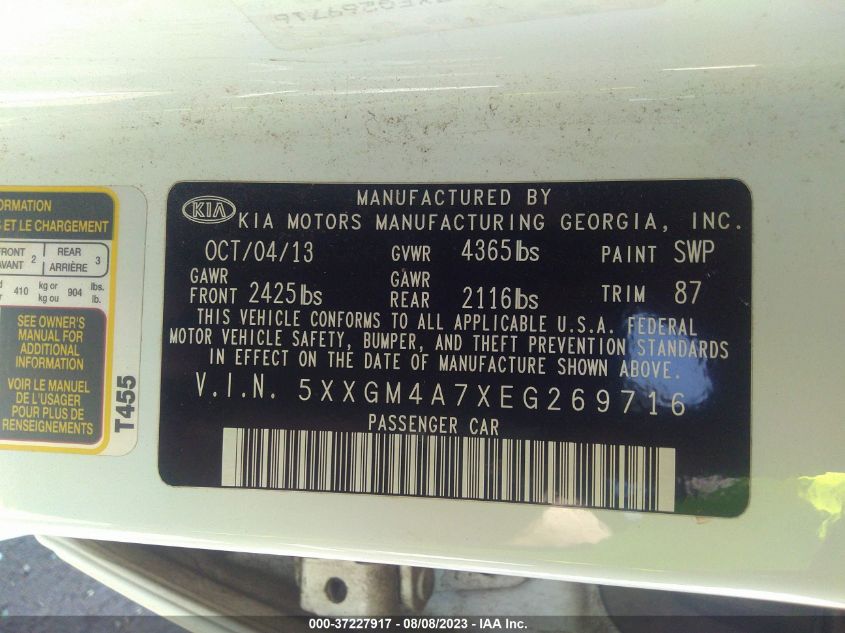 ORMATION
S ET LE CHARGEMENT
FRONT 2 REAR 3
AVANT ARRIÈRE
410 kg or 904 lbs.
kg ou lb.
SEE OWNER'S
MANUAL FOR
ADDITIONAL
INFORMATION
VOIR LE MANUEL
DE L'USAGER
POUR PLUS DE
RENSEIGNEMENTS
T455
MANUFACTURED BY
KIA KIA MOTORS MANUFACTURING GEORGIA, INC.
OCT/04/13 GVWR 4365lbs PAINT SWP
GAWR GAWR
FRONT 2425lbs REAR 2116lbs TRIM 87
THIS VEHICLE CONFORMS TO ALL APPLICABLE U.S.A. FEDERAL
MOTOR VEHICLE SAFETY, BUMPER, AND THEFT PREVENTION STANDARDS
IN EFFECT ON THE DATE OF MANUFACTURE SHOWN ABOVE.
V.I.N. 5XXGM4A7XEG269716
PASSENGER CAR
000-37227917 - 08/08/2023 - IAA Inc.